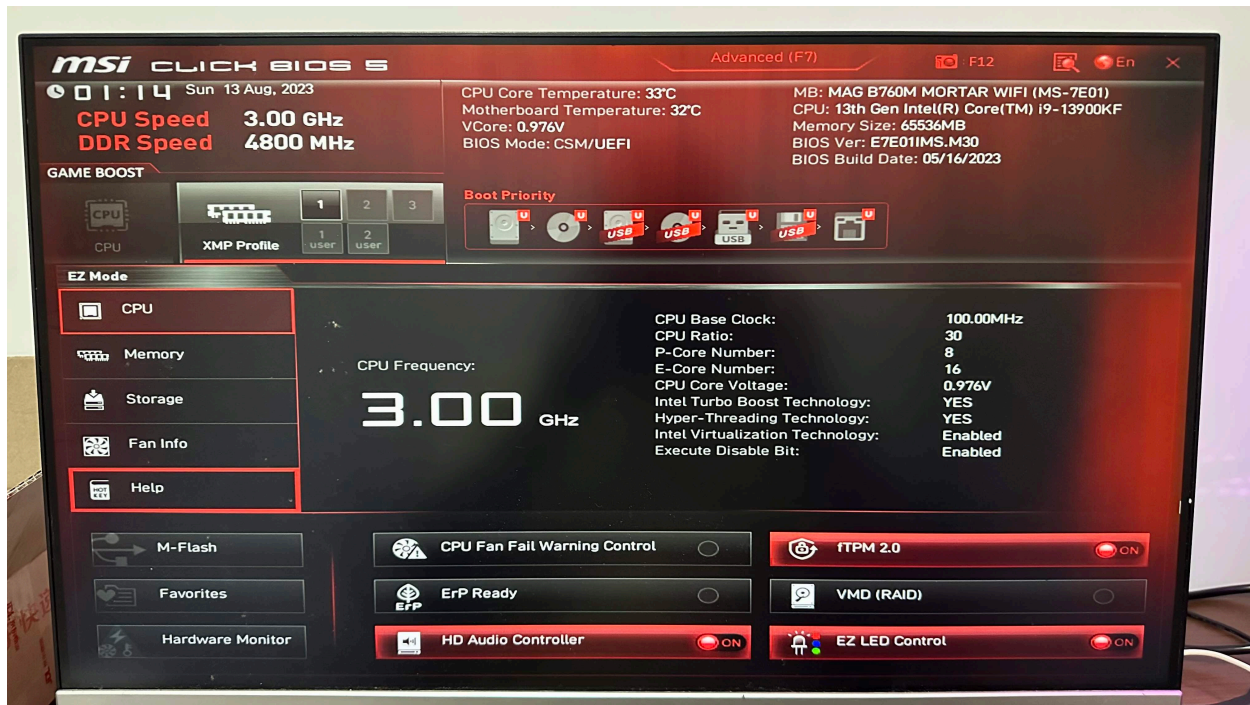 msi CLICK BIOS 5
Advanced (F7)
F12
En
01:14 Sun 13 Aug, 2023
CPU Speed 3.00 GHz
DDR Speed 4800 MHz
CPU Core Temperature: 33°C
Motherboard Temperature: 32°C
VCore: 0.976V
BIOS Mode: CSM/UEFI
MB: MAG B760M MORTAR WIFI (MS-7E01)
CPU: 13th Gen Intel(R) Core(TM) i9-13900KF
Memory Size: 65536MB
BIOS Ver: E7E01IMS.M30
BIOS Build Date: 05/16/2023
GAME BOOST
CPU
CPU
XMP Profile
1 2 3
1 user
2 user
Boot Priority
U U U U U U U
USB USB USB USB
EZ Mode
CPU
Memory
Storage
Fan Info
HOT KEY
Help
CPU Frequency:
3.00 GHz
CPU Base Clock: 100.00MHz
CPU Ratio: 30
P-Core Number: 8
E-Core Number: 16
CPU Core Voltage: 0.976V
Intel Turbo Boost Technology: YES
Hyper-Threading Technology: YES
Intel Virtualization Technology: Enabled
Execute Disable Bit: Enabled
M-Flash
Favorites
Hardware Monitor
CPU Fan Fail Warning Control
ErP
ErP Ready
HD Audio Controller ON
fTPM 2.0 ON
VMD (RAID)
EZ LED Control ON